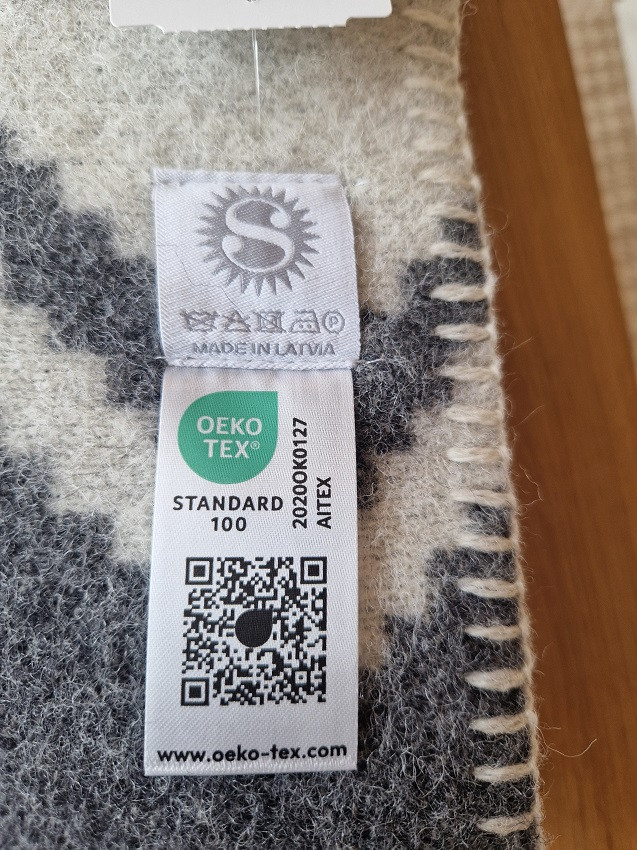 S
P
MADE IN LATVIA
OEKO
TEX®
STANDARD
100
2020OK0127
AITEX
www.oeko-tex.com